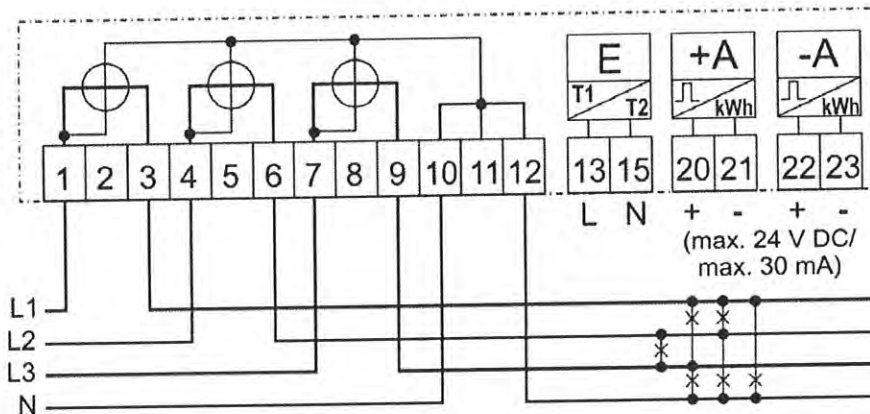 E +A -A
T1 T2 kWh kWh
1 2 3 4 5 6 7 8 9 10 11 12 13 15 20 21 22 23
L N + - + -
(max. 24 V DC/
max. 30 mA)
L1
L2
L3
N